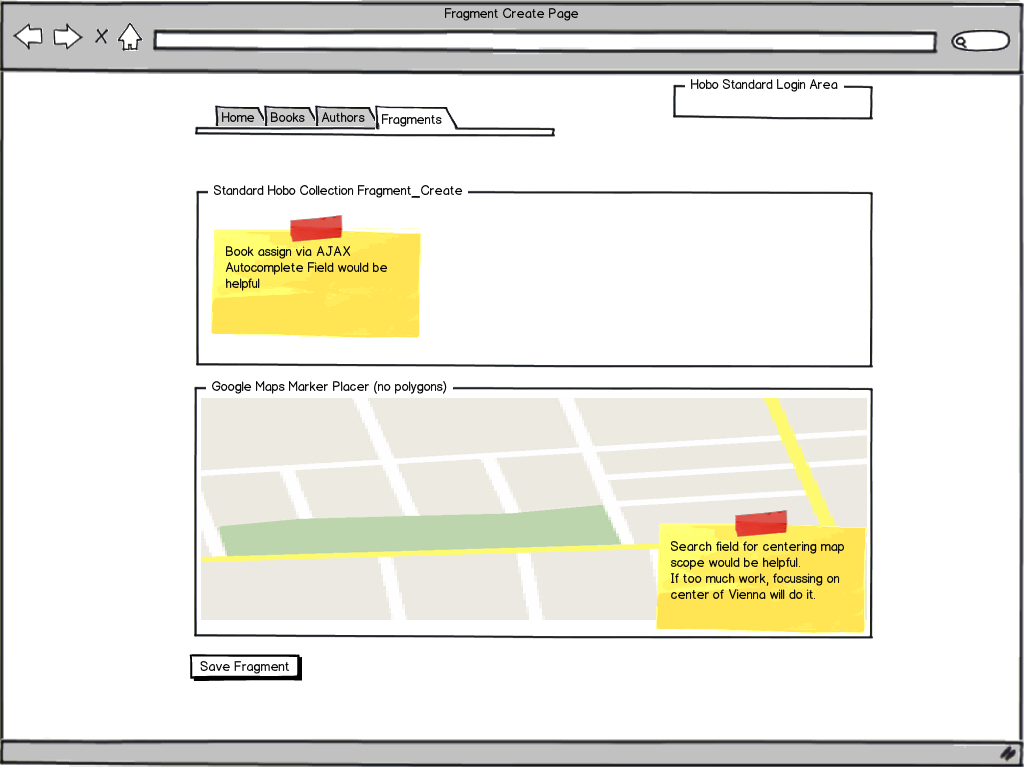 Fragment Create Page
Hobo Standard Login Area
Home
Books
Authors
Fragments
Standard Hobo Collection Fragment_Create
Book assign via AJAX
Autocomplete Field would be
helpful
Google Maps Marker Placer (no polygons)
Search field for centering map
scope would be helpful.
If too much work, focussing on
center of Vienna will do it.
Save Fragment